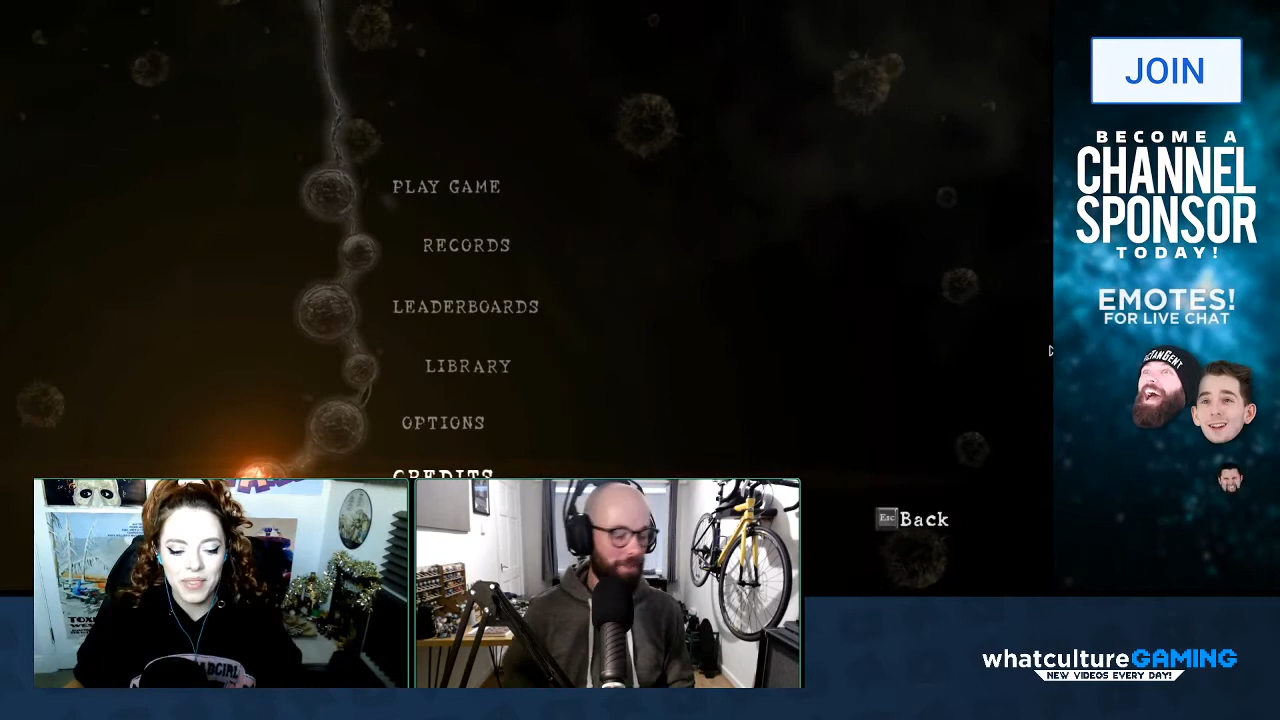 PLAY GAME
RECORDS
LEADERBOARDS
LIBRARY
OPTIONS
CREDITS
Esc Back
JOIN
BECOME A
CHANNEL
SPONSOR
TODAY!
EMOTES!
FOR LIVE CHAT
whatcultureGAMING
NEW VIDEOS EVERY DAY!